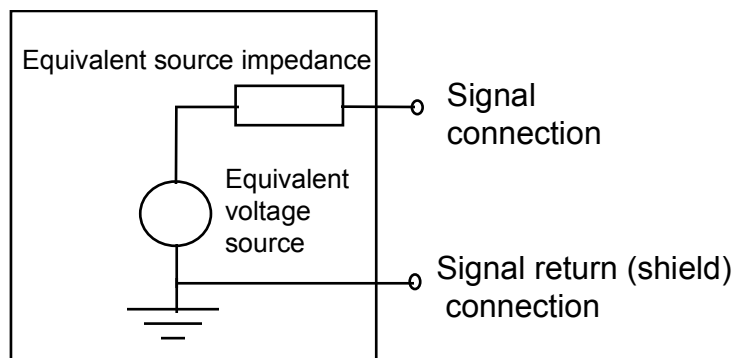 Equivalent source impedance
Signal
connection
Equivalent
voltage
source
Signal return (shield)
connection